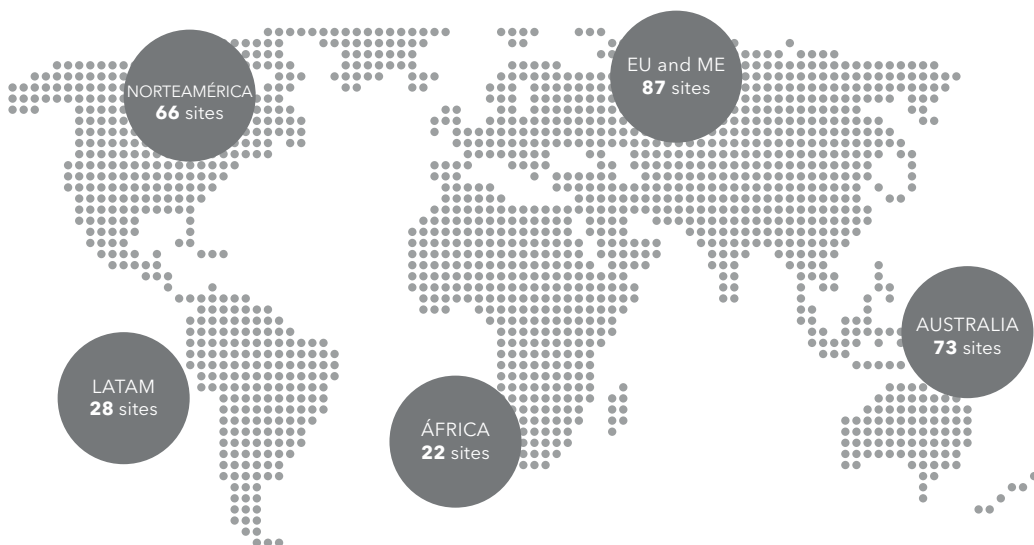 NORTEAMÉRICA
66 sites
EU and ME
87 sites
AUSTRALIA
73 sites
LATAM
28 sites
ÁFRICA
22 sites